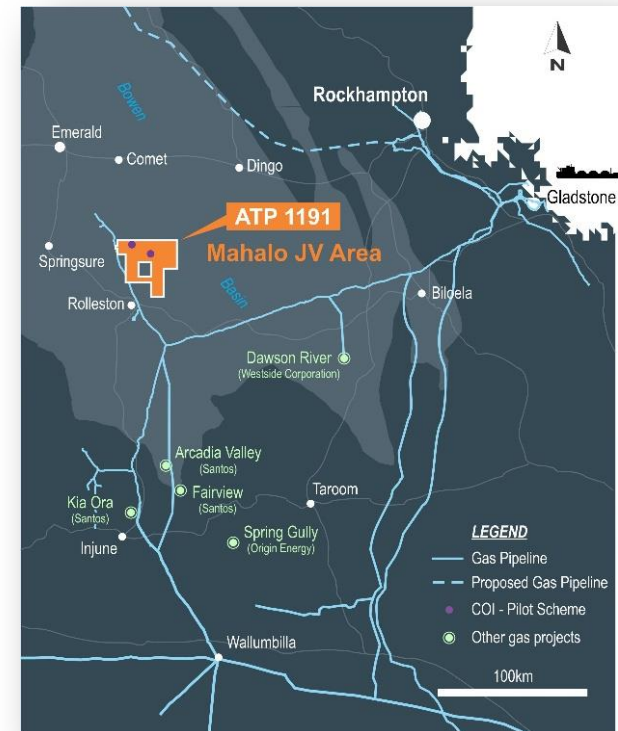 N
Rockhampton
Bowen
Emerald
Comet
Dingo
Gladstone
ATP 1191
Mahalo JV Area
Springsure
Basin
Rolleston
Biloela
Dawson River
(Westside Corporation)
Arcadia Valley
(Santos)
Fairview
(Santos)
Taroom
Kia Ora
(Santos)
Injune
Spring Gully
(Origin Energy)
LEGEND
Gas Pipeline
Proposed Gas Pipeline
COI - Pilot Scheme
Other gas projects
Wallumbilla
100km